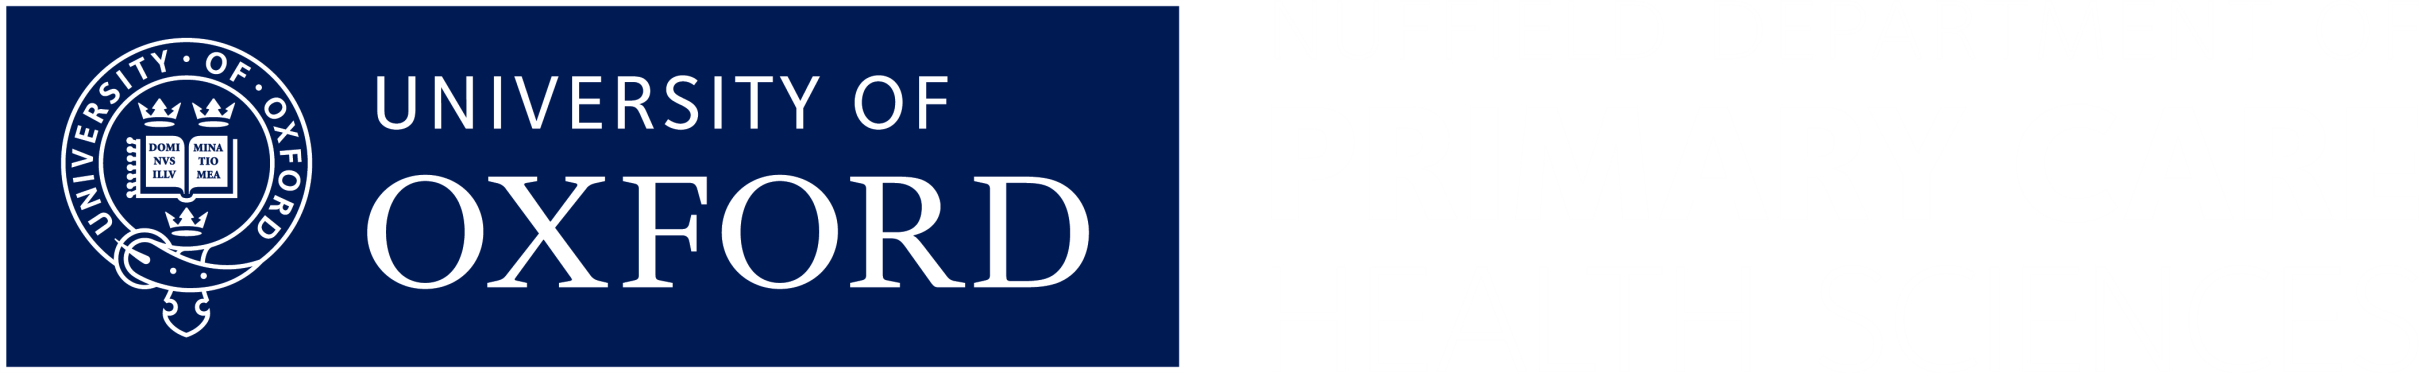 UNIVERSITY · OF · OXFORD
DOMI
NVS
ILLV
MINA
TIO
MEA
UNIVERSITY OF
OXFORD